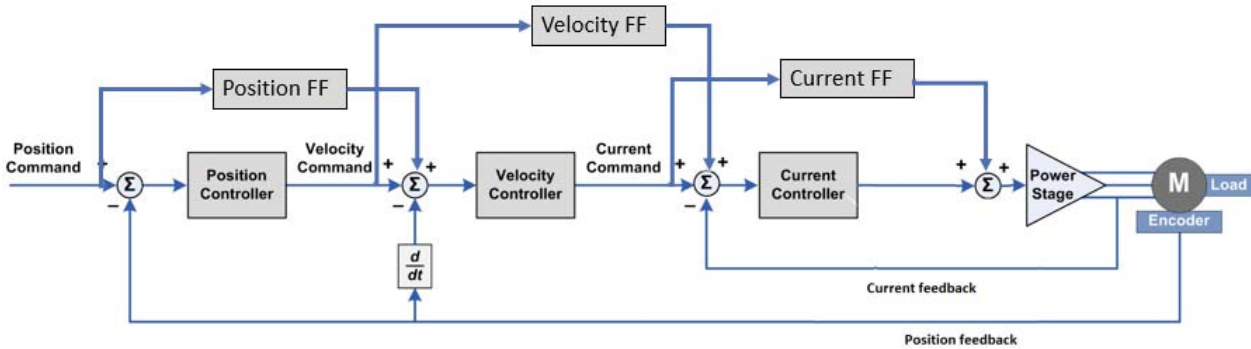 Velocity FF
Position FF
Current FF
Position
Command
+
Σ
−
Position
Controller
Velocity
Command
+
+
Σ
−
Velocity
Controller
Current
Command
+
+
Σ
−
Current
Controller
+
+
Σ
Power
Stage
M
Load
Encoder
d
dt
Current feedback
Position feedback